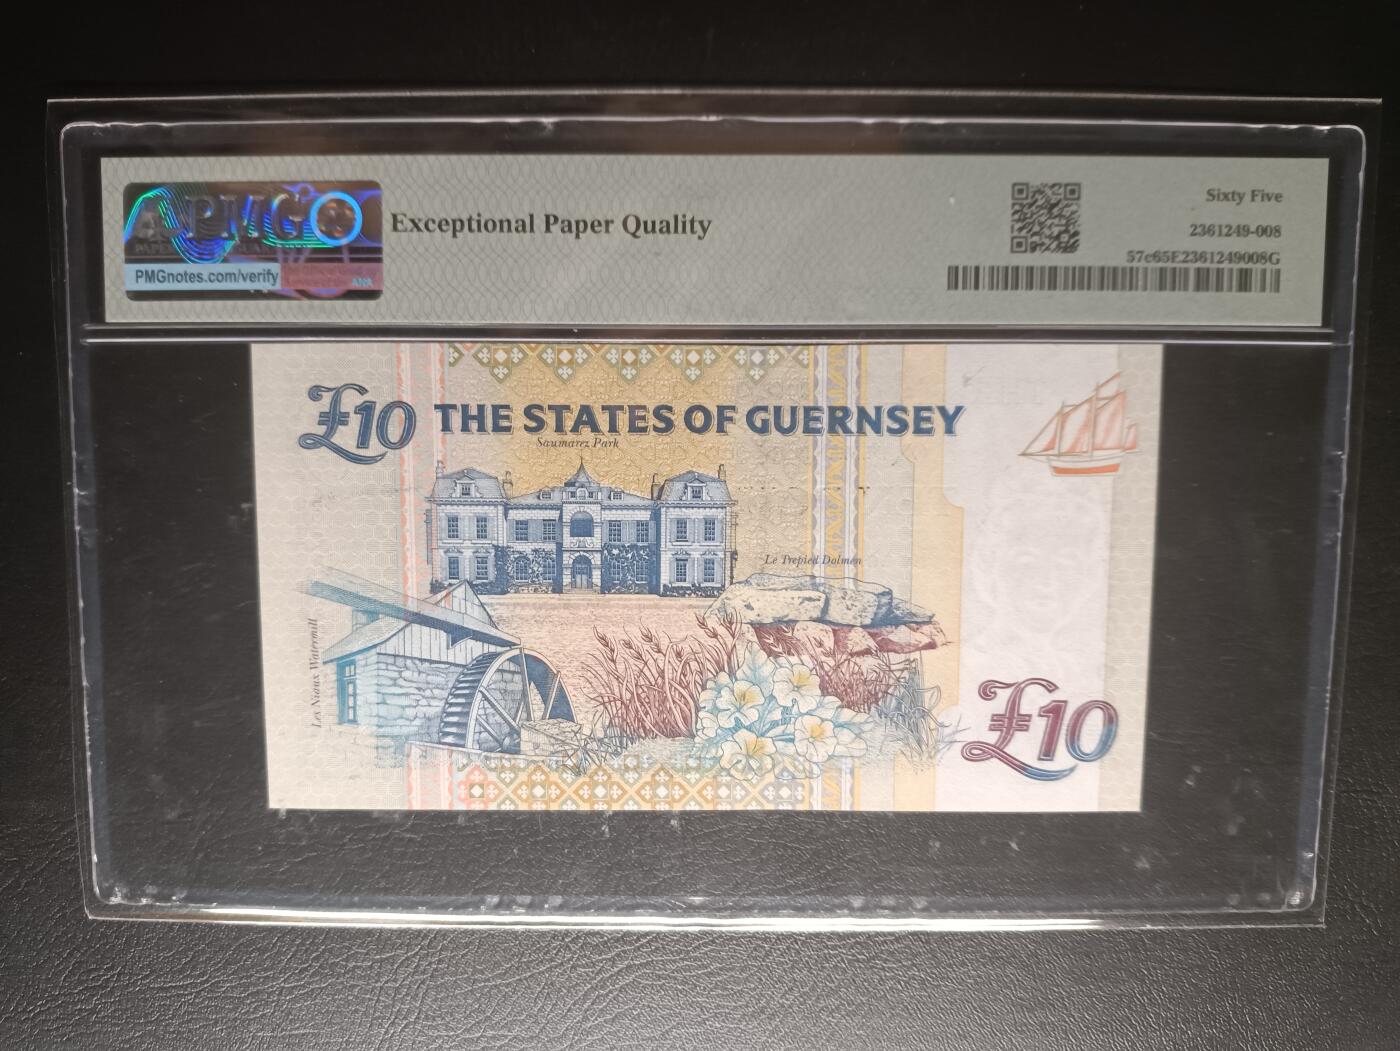 PMG
PMGnotes.com/verify
ANA
Exceptional Paper Quality
Sixty Five
2361249-008
57c65E2361249008G
£10
THE STATES OF GUERNSEY
Saumarez Park
Le Trepied Dolmen
Les Niaux Watermill
£10